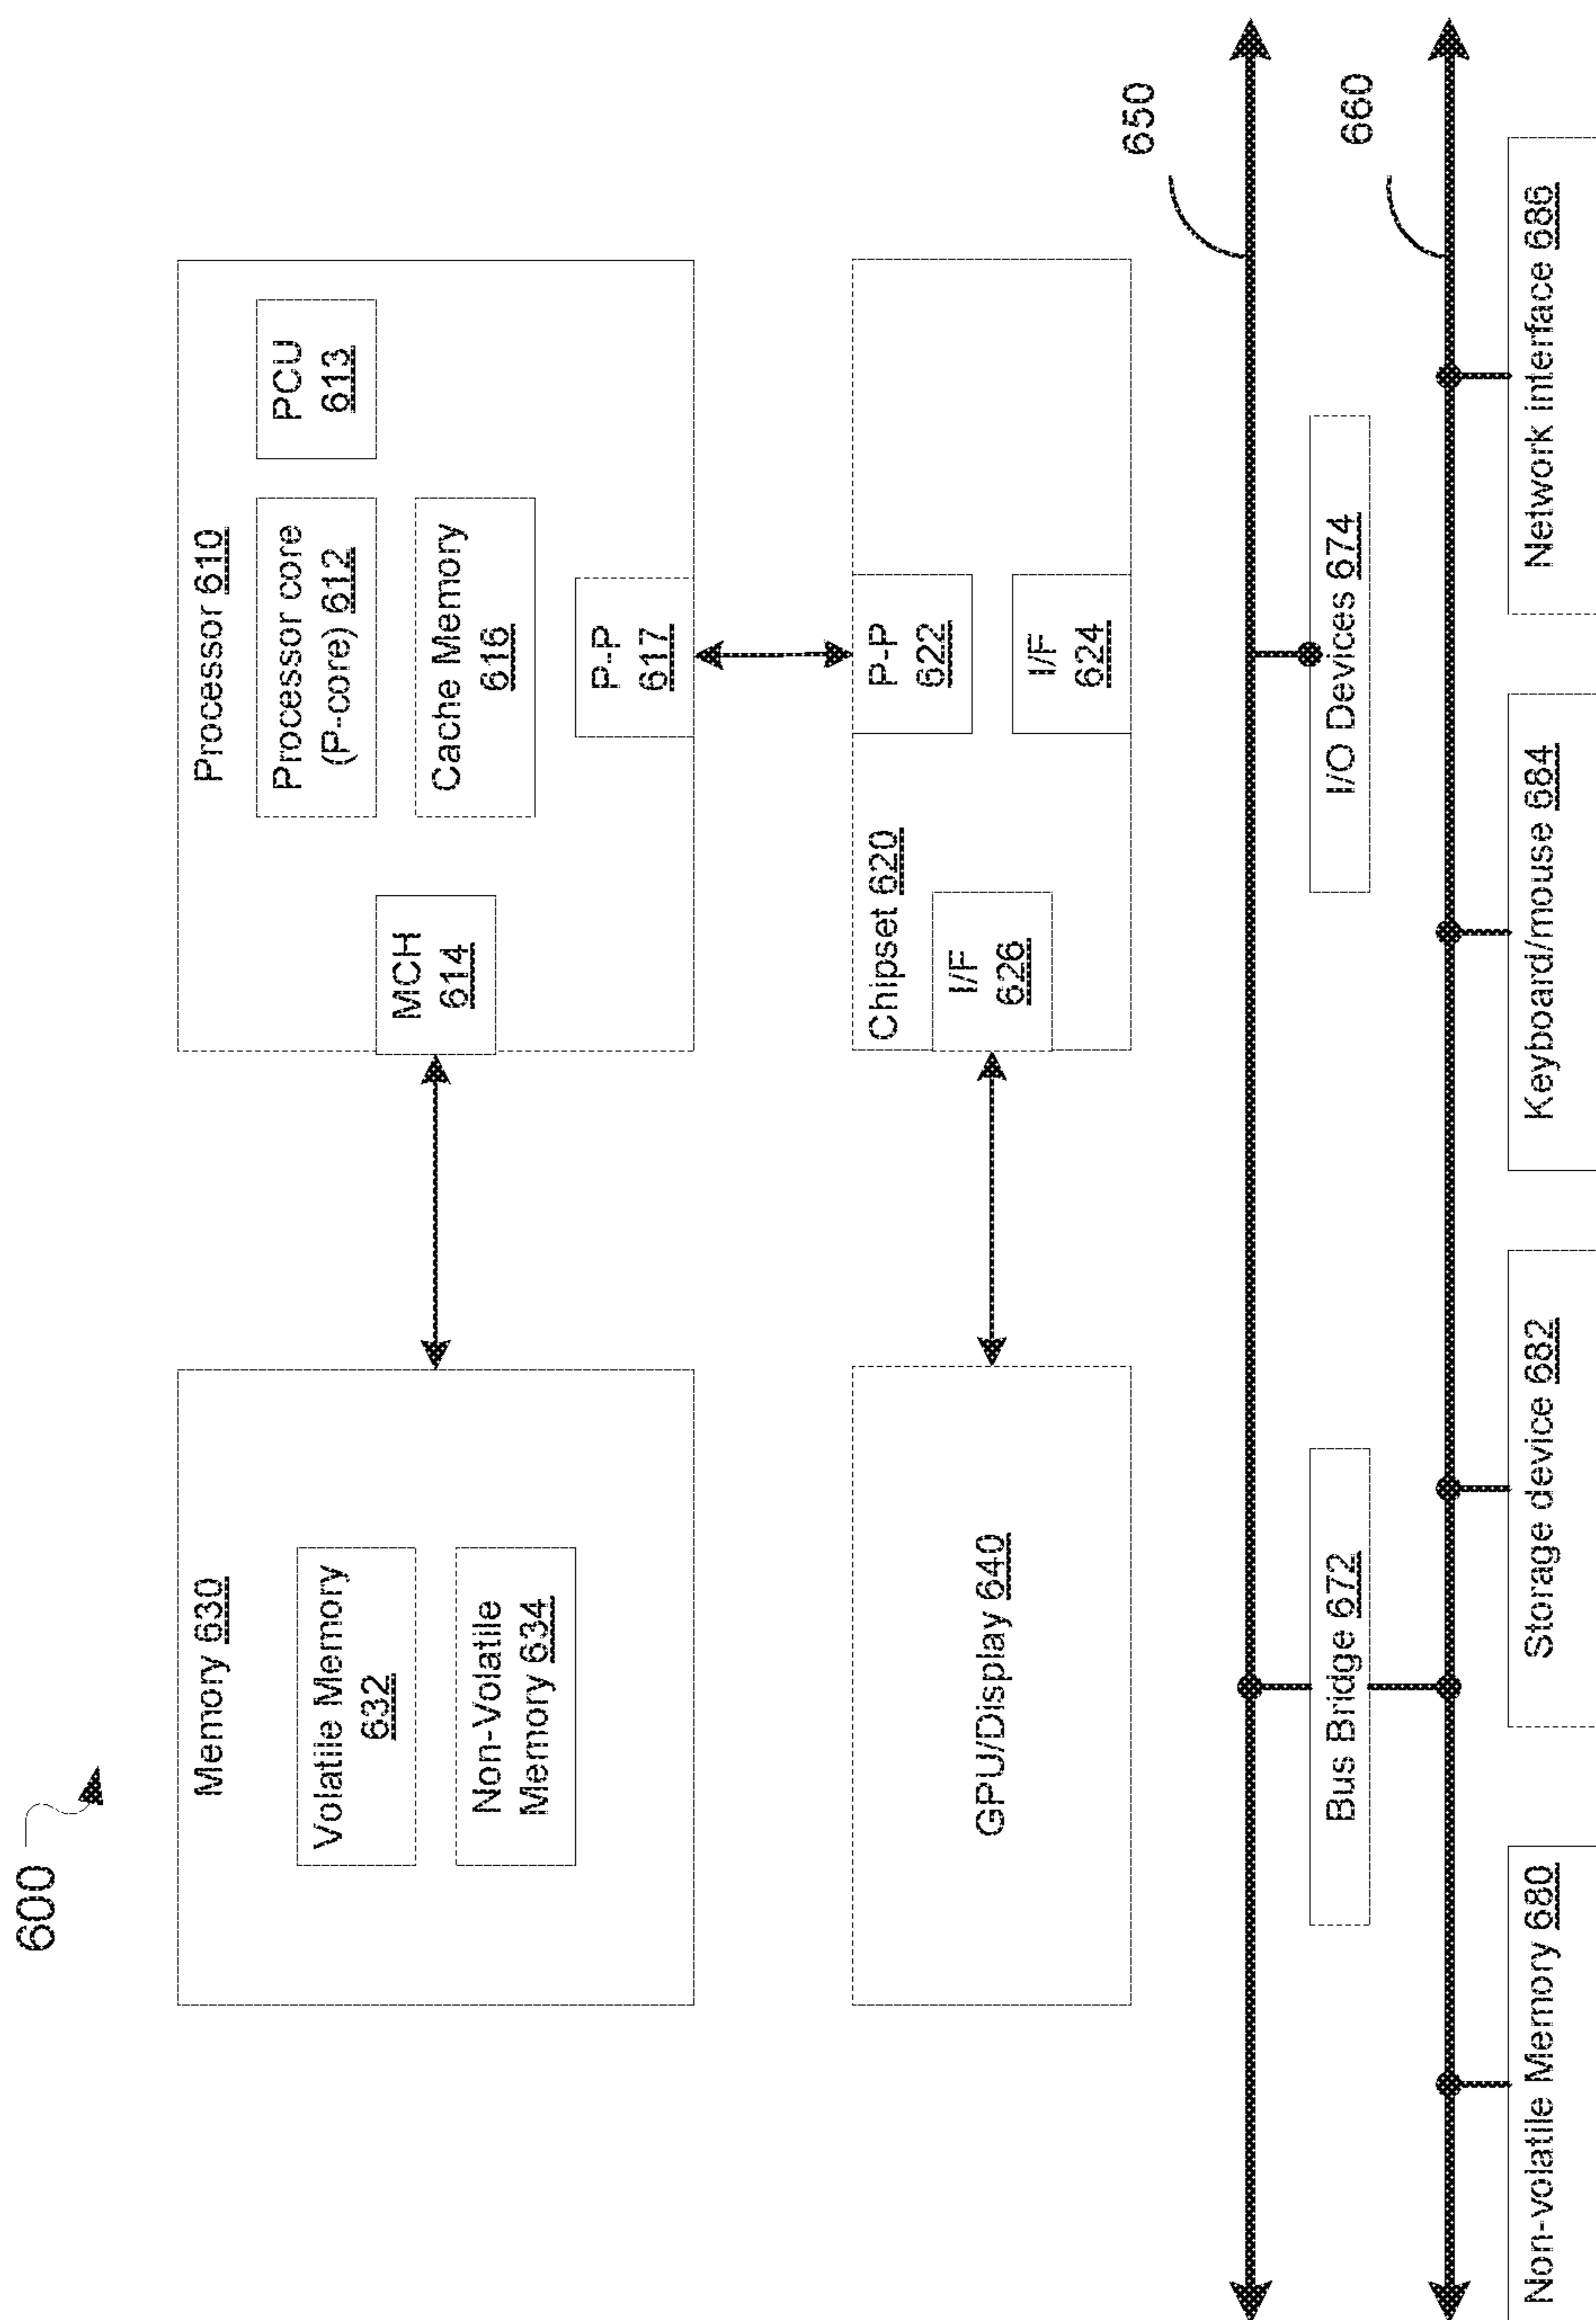 600
Memory 630
Volatile Memory
632
Non-Volatile
Memory 634
Processor 610
MCH
614
Processor core
(P-core) 612
PCU
613
Cache Memory
616
P-P
617
GPU/Display 640
Chipset 620
I/F
626
P-P
622
I/F
624
650
Bus Bridge 672
I/O Devices 674
660
Non-volatile Memory 680
Storage device 682
Keyboard/mouse 684
Network interface 686